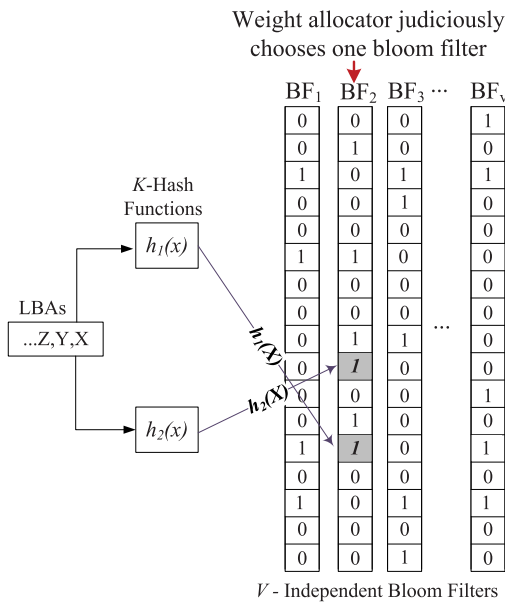 Weight allocator judiciously
chooses one bloom filter
BF1 BF2 BF3 ... BFv
0 0 0 1
0 1 0 0
1 0 1 1
0 0 1 0
0 0 0 0
1 1 0 0
0 0 0 0
0 0 0 0
0 1 1 ... 0
0 1 0 0
0 0 0 1
0 1 0 0
1 1 0 1
0 0 0 0
1 0 1 1
0 0 0 0
0 0 1 0
K-Hash
Functions
h1(x)
LBAs
...Z,Y,X
h2(x)
h1(X)
h2(X)
V - Independent Bloom Filters